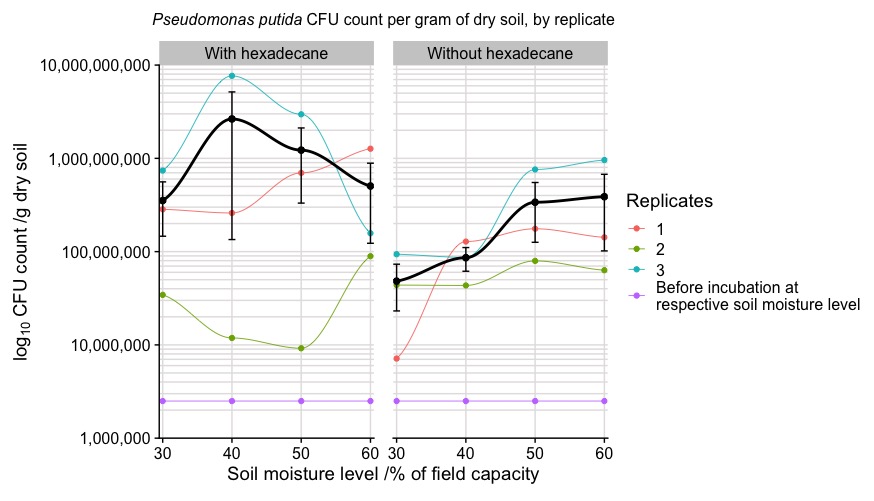 Pseudomonas putida CFU count per gram of dry soil, by replicate
With hexadecane
Without hexadecane
log10 CFU count /g dry soil
10,000,000,000
1,000,000,000
100,000,000
10,000,000
1,000,000
30 40 50 60
30 40 50 60
Soil moisture level /% of field capacity
Replicates
1
2
3
Before incubation at
respective soil moisture level